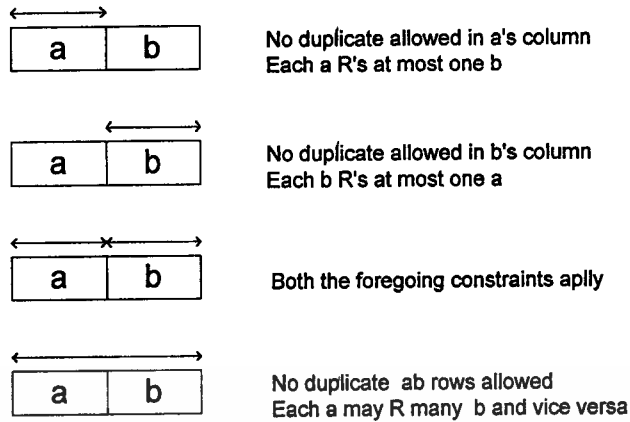 a b
No duplicate allowed in a's column
Each a R's at most one b
a b
No duplicate allowed in b's column
Each b R's at most one a
a b
Both the foregoing constraints aplly
a b
No duplicate ab rows allowed
Each a may R many b and vice versa